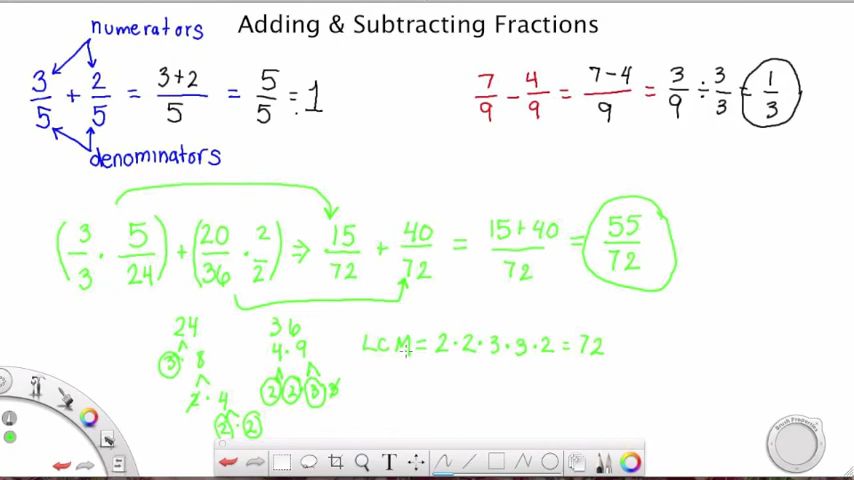 Adding & Subtracting Fractions
numerators
3/5 + 2/5 = 3+2/5 = 5/5 = 1
7/9 - 4/9 = 7-4/9 = 3/9 ÷ 3/3 = 1/3
denominators
(3/3 · 5/24) + (20/36 · 2/2) ⇒ 15/72 + 40/72 = 15+40/72 = 55/72
24 36
3 · 8 4 · 9
LCM = 2 · 2 · 3 · 3 · 2 = 72
2 · 4 2 2 3 3
2 · 2
T